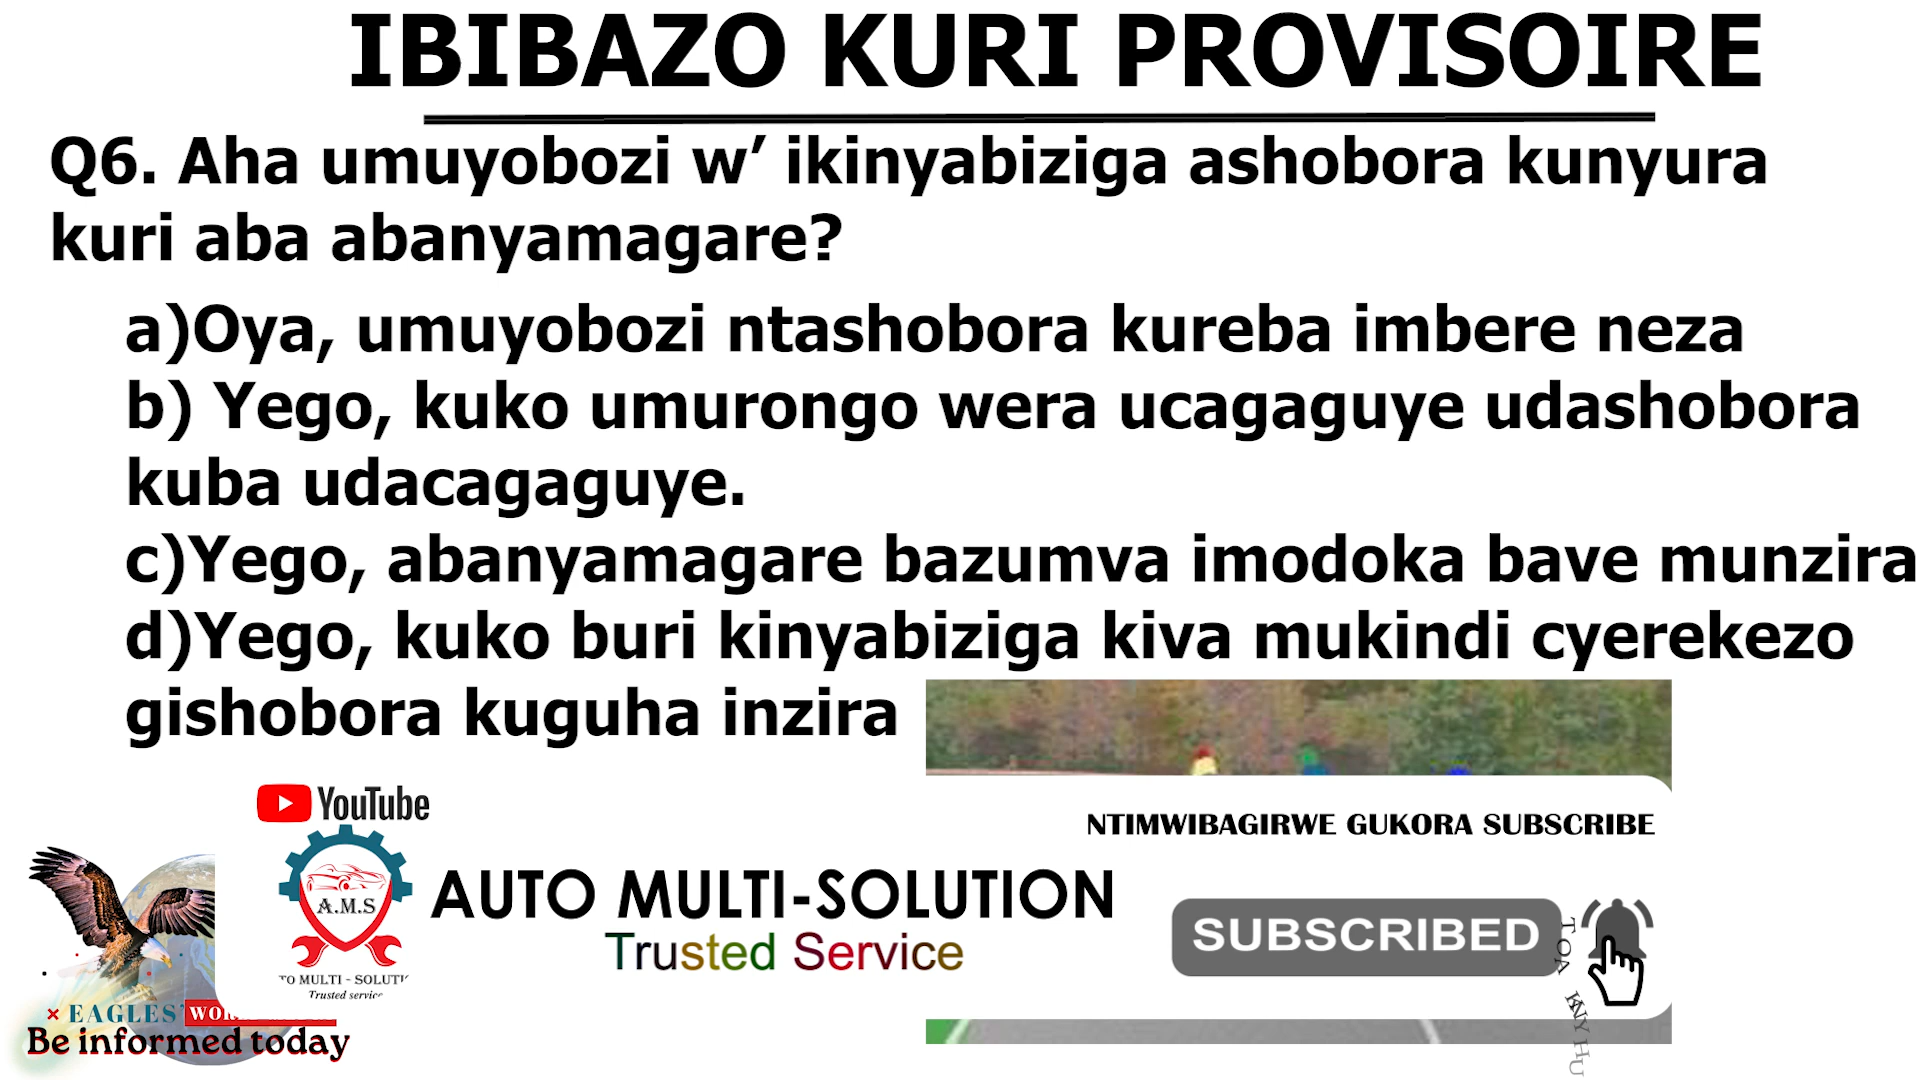 IBIBAZO KURI PROVISOIRE
Q6. Aha umuyobozi w’ ikinyabiziga ashobora kunyura
kuri aba abanyamagare?
a)Oya, umuyobozi ntashobora kureba imbere neza
b) Yego, kuko umurongo wera ucagaguye udashobora
kuba udacagaguye.
c)Yego, abanyamagare bazumva imodoka bave munzira
d)Yego, kuko buri kinyabiziga kiva mukindi cyerekezo
gishobora kuguha inzira
YouTube
NTIMWIBAGIRWE GUKORA SUBSCRIBE
A.M.S
AUTO MULTI-SOLUTION
Trusted Service
SUBSCRIBED
TO MULTI - SOLUTI
Trusted service
EAGLES'
Be informed today